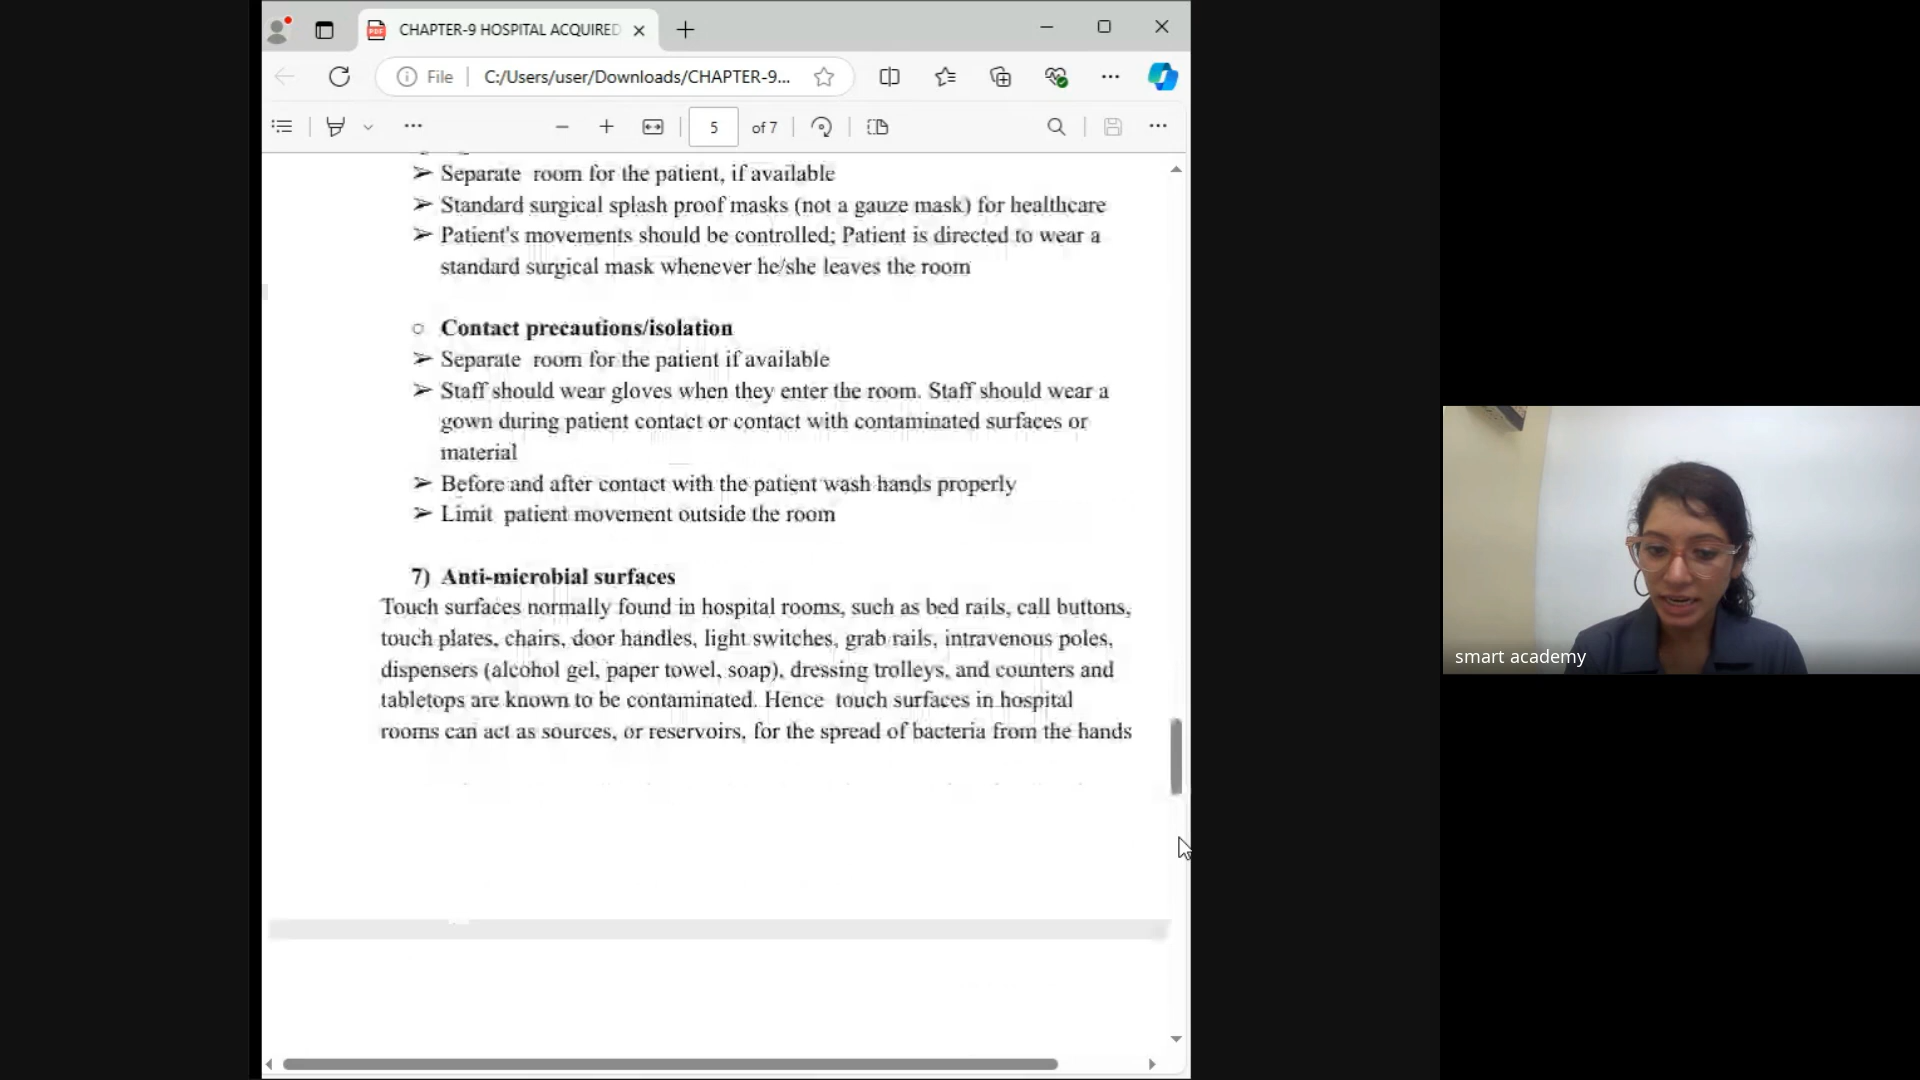 CHAPTER-9 HOSPITAL ACQUIRED
File
C:/Users/user/Downloads/CHAPTER-9...
5 of 7
➢ Separate room for the patient, if available
➢ Standard surgical splash proof masks (not a gauze mask) for healthcare
➢ Patient's movements should be controlled; Patient is directed to wear a
standard surgical mask whenever he/she leaves the room
○ Contact precautions/isolation
➢ Separate room for the patient if available
➢ Staff should wear gloves when they enter the room. Staff should wear a
gown during patient contact or contact with contaminated surfaces or
material
➢ Before and after contact with the patient wash hands properly
➢ Limit patient movement outside the room
7) Anti-microbial surfaces
Touch surfaces normally found in hospital rooms, such as bed rails, call buttons,
touch plates, chairs, door handles, light switches, grab rails, intravenous poles,
dispensers (alcohol gel, paper towel, soap), dressing trolleys, and counters and
tabletops are known to be contaminated. Hence touch surfaces in hospital
rooms can act as sources, or reservoirs, for the spread of bacteria from the hands
smart academy